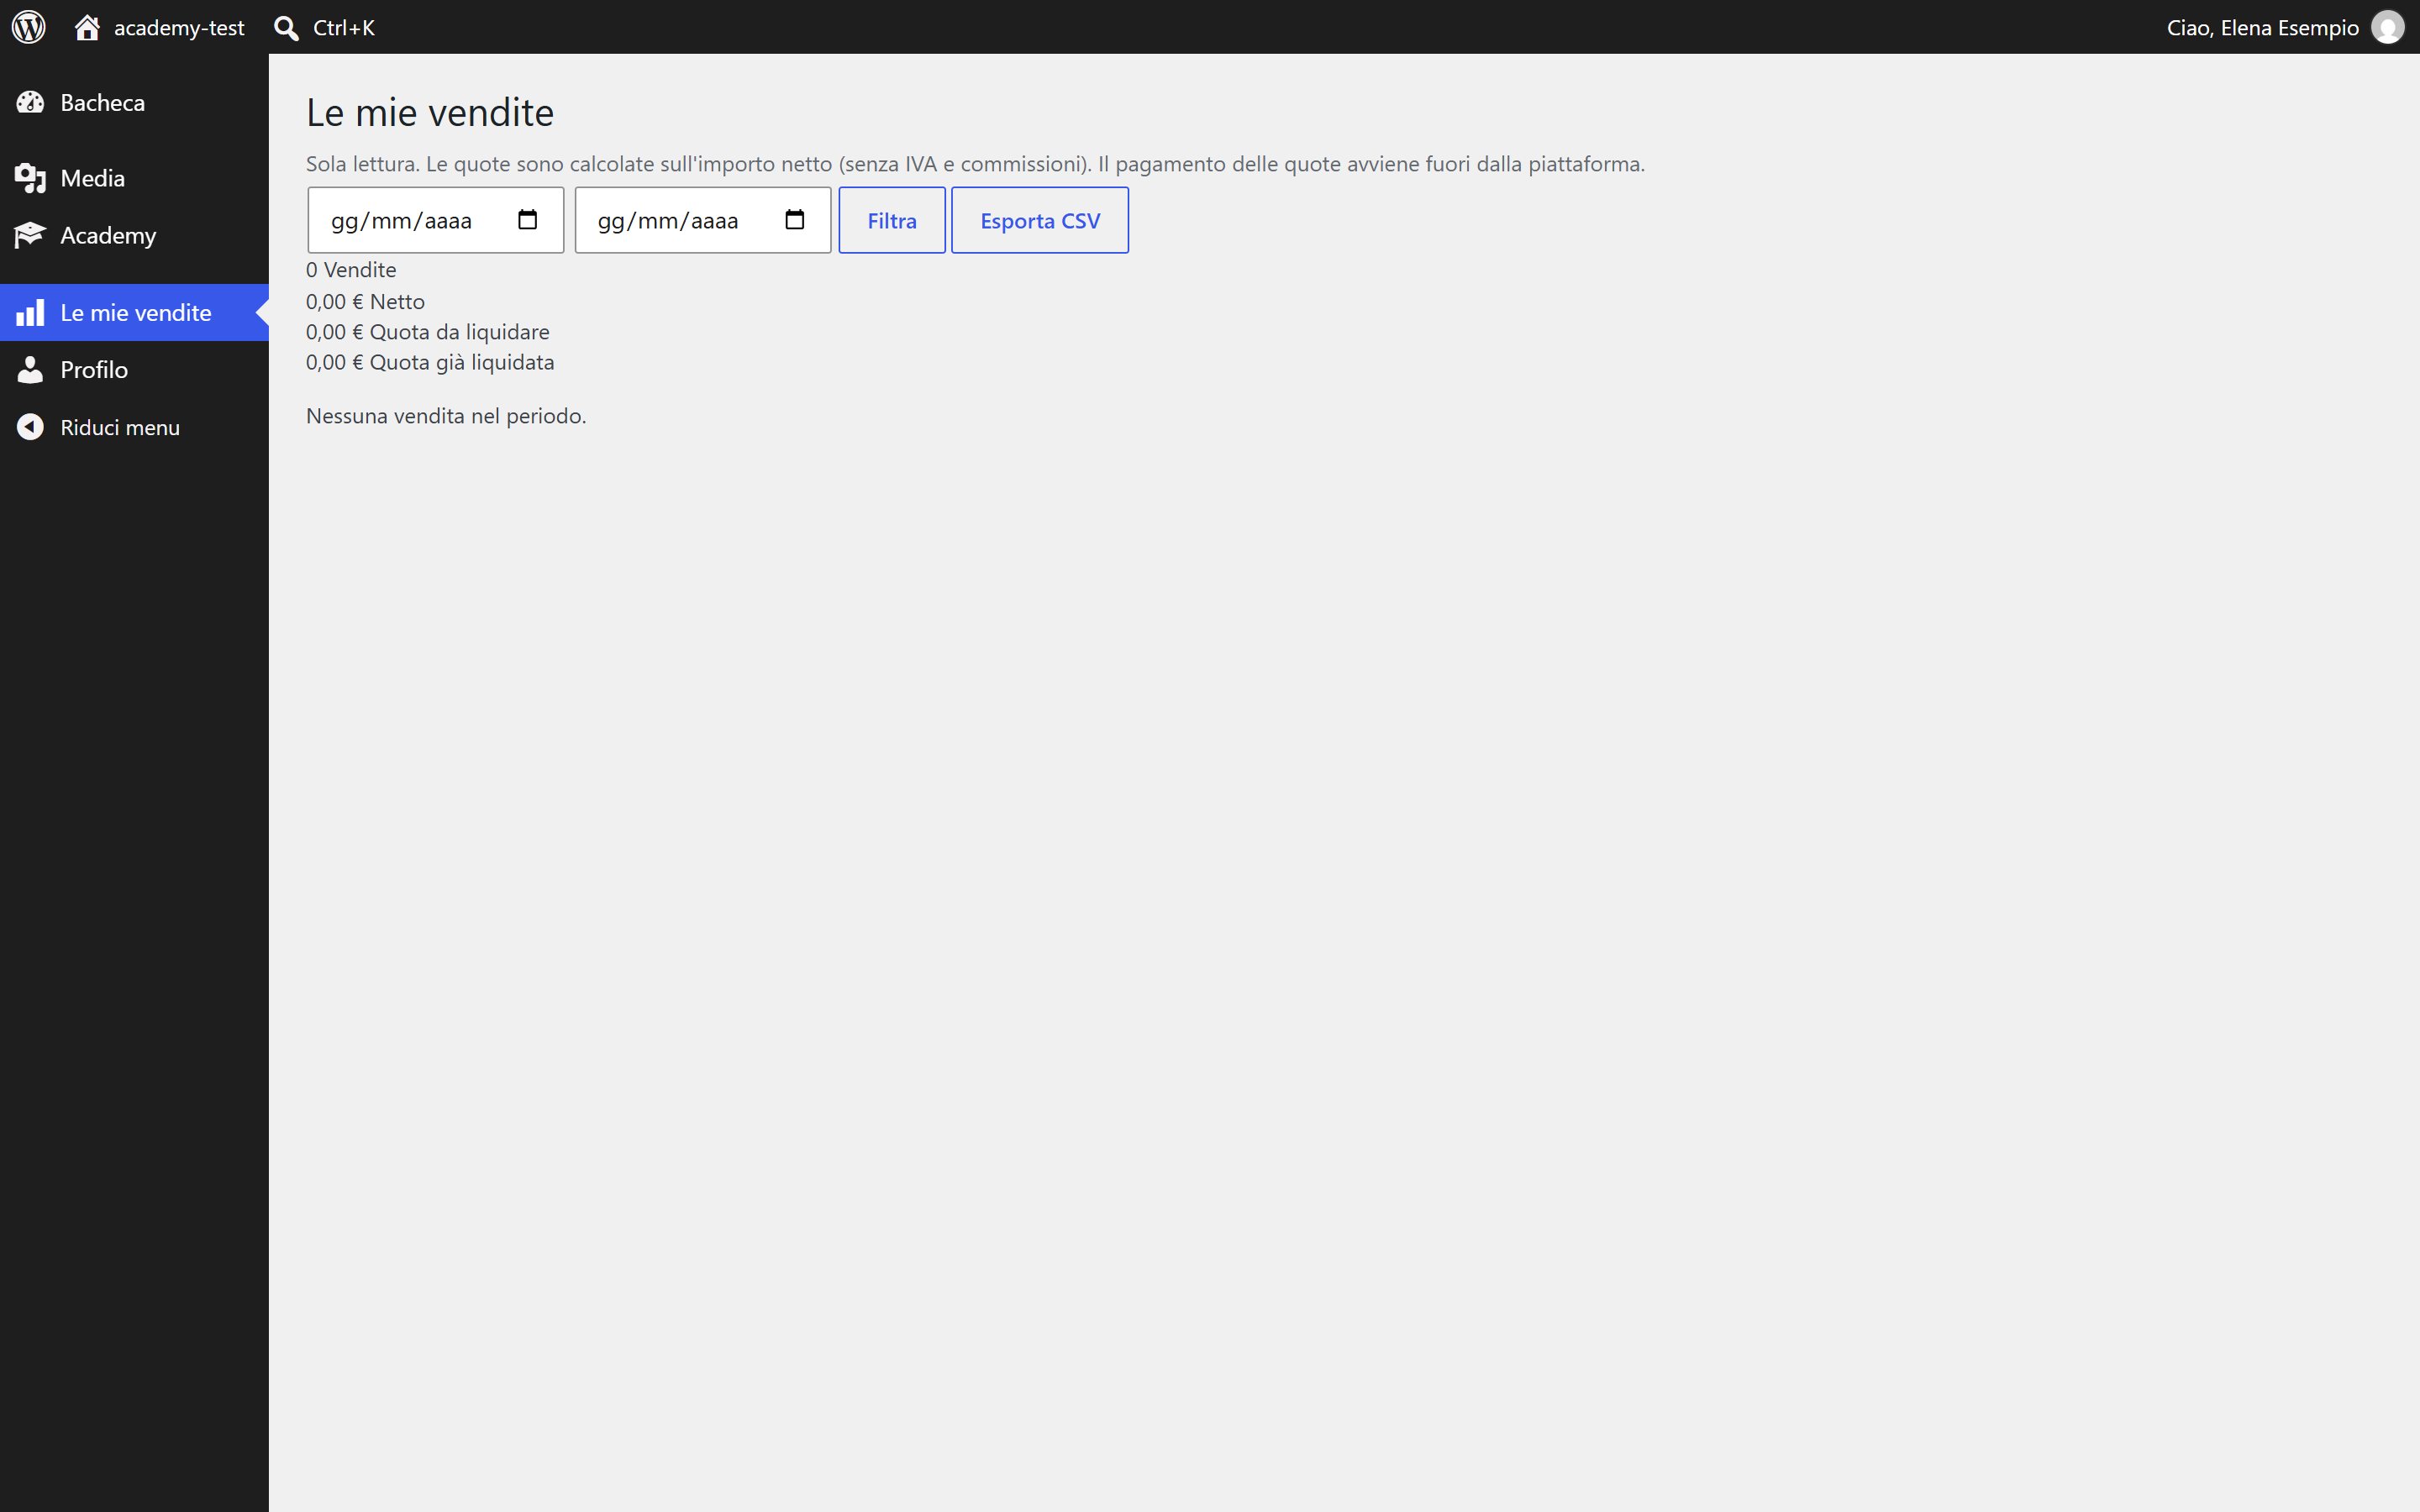 academy-test
Ctrl+K
Ciao, Elena Esempio
Bacheca
Media
Academy
Le mie vendite
Profilo
Riduci menu
Le mie vendite
Sola lettura. Le quote sono calcolate sull'importo netto (senza IVA e commissioni). Il pagamento delle quote avviene fuori dalla piattaforma.
gg/mm/aaaa
gg/mm/aaaa
Filtra
Esporta CSV
0 Vendite
0,00 € Netto
0,00 € Quota da liquidare
0,00 € Quota già liquidata
Nessuna vendita nel periodo.